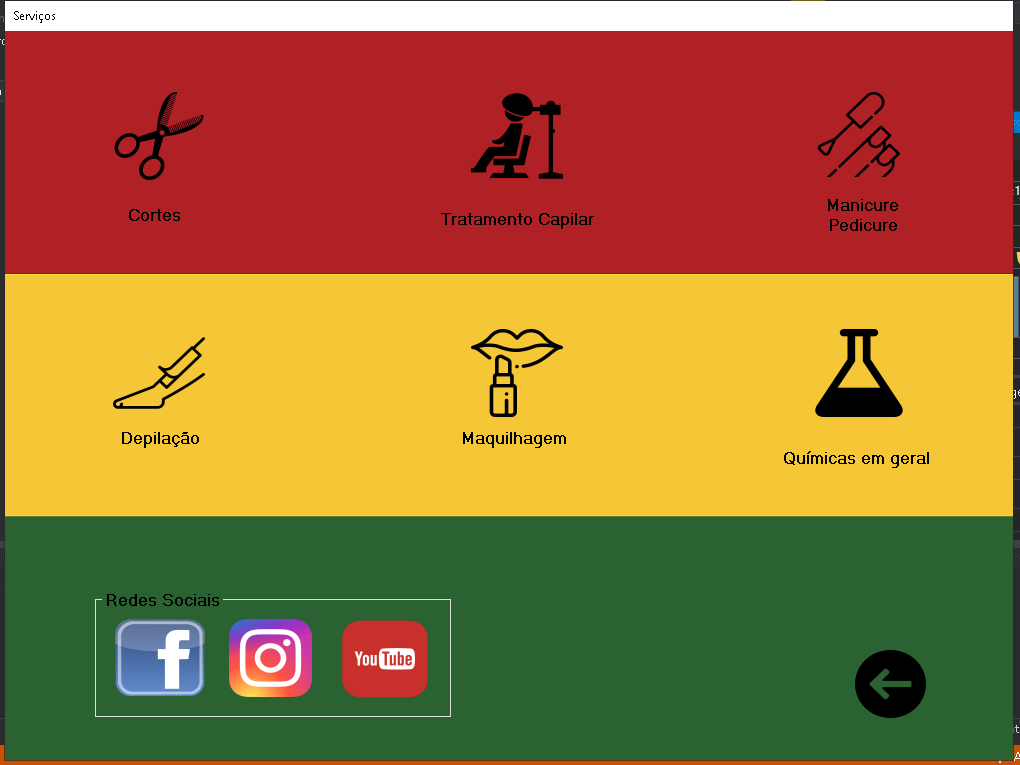 Serviços
Cortes
Tratamento Capilar
Manicure
Pedicure
Depilação
Maquilhagem
Químicas em geral
Redes Sociais
f
YouTube